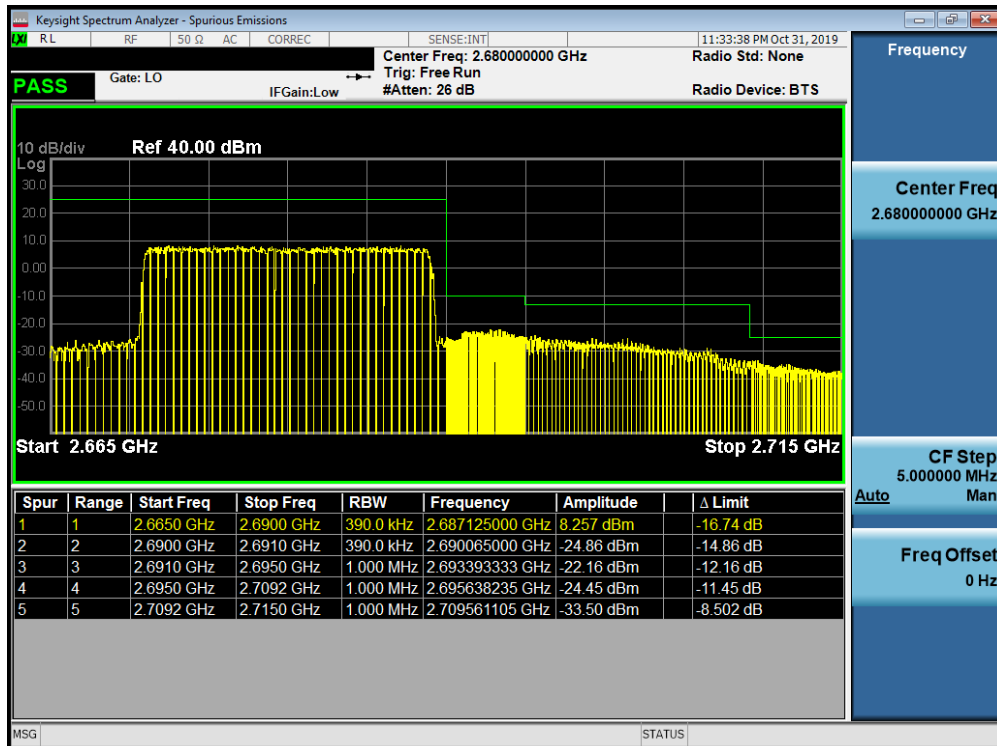 Keysight Spectrum Analyzer - Spurious Emissions
LXI RL RF 50 Ω AC CORREC SENSE:INT 11:33:38 PM Oct 31, 2019
Frequency
Center Freq: 2.680000000 GHz Radio Std: None
PASS Gate: LO Trig: Free Run
IFGain:Low #Atten: 26 dB Radio Device: BTS
10 dB/div Ref 40.00 dBm
Log
30.0
20.0
10.0
0.00
-10.0
-20.0
-30.0
-40.0
-50.0
Start 2.665 GHz Stop 2.715 GHz
Center Freq
2.680000000 GHz
CF Step
5.000000 MHz
Auto Man
Freq Offset
0 Hz
Spur Range Start Freq Stop Freq RBW Frequency Amplitude Δ Limit
1 1 2.6650 GHz 2.6900 GHz 390.0 kHz 2.687125000 GHz 8.257 dBm -16.74 dB
2 2 2.6900 GHz 2.6910 GHz 390.0 kHz 2.690065000 GHz -24.86 dBm -14.86 dB
3 3 2.6910 GHz 2.6950 GHz 1.000 MHz 2.693393333 GHz -22.16 dBm -12.16 dB
4 4 2.6950 GHz 2.7092 GHz 1.000 MHz 2.695638235 GHz -24.45 dBm -11.45 dB
5 5 2.7092 GHz 2.7150 GHz 1.000 MHz 2.709561105 GHz -33.50 dBm -8.502 dB
MSG STATUS